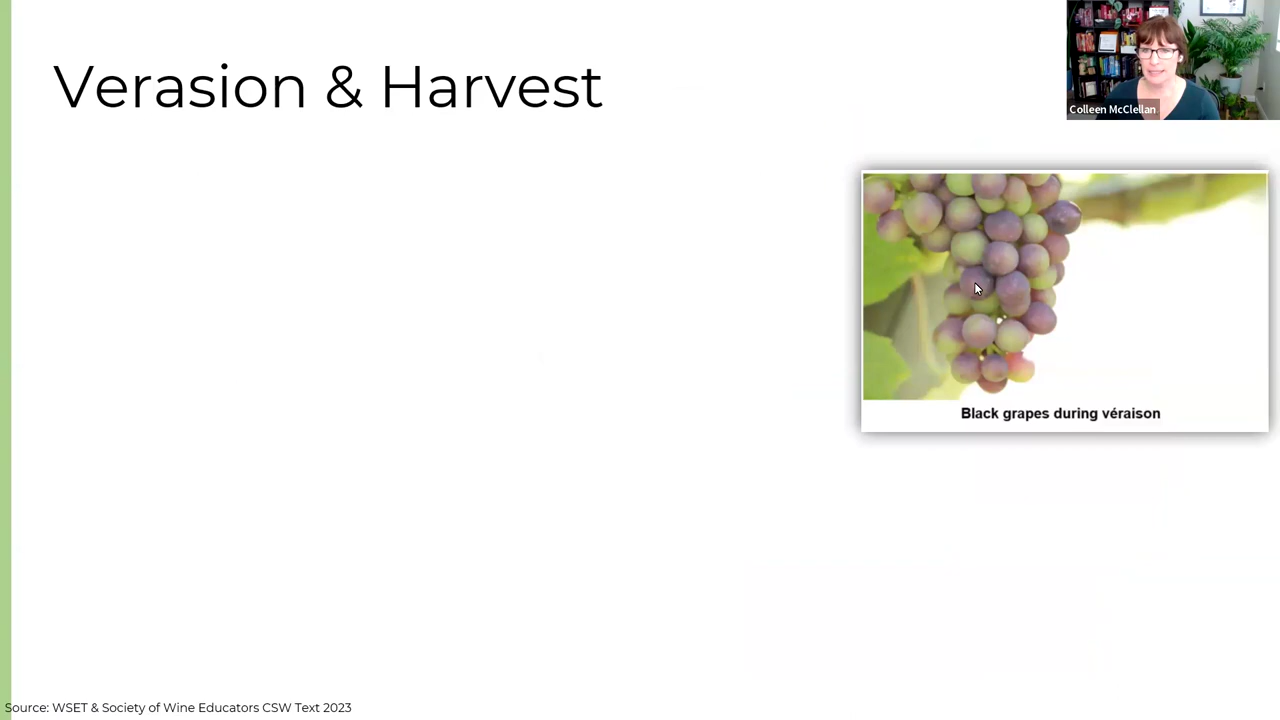 Verasion & Harvest
Colleen McClellan
Black grapes during véraison
Source: WSET & Society of Wine Educators CSW Text 2023